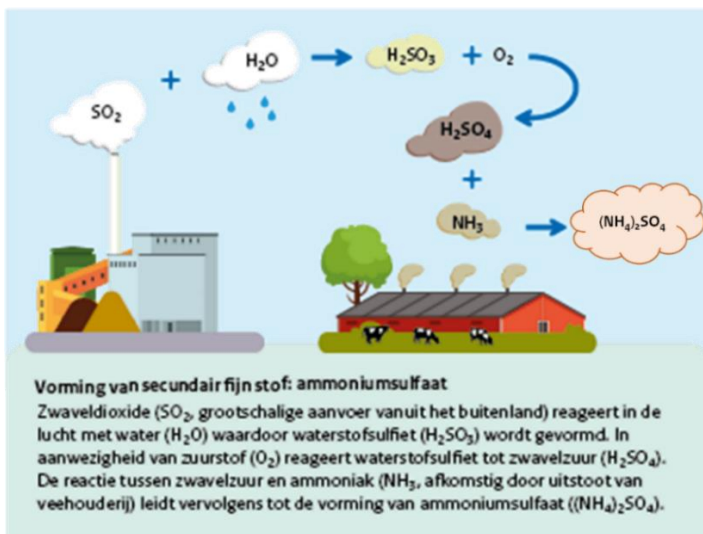 SO₂
+
H₂O
H₂SO₃ + O₂
H₂SO₄
+
NH₃
(NH₄)₂SO₄
Vorming van secundair fijn stof: ammoniumsulfaat
Zwaveldioxide (SO₂, grootschalige aanvoer vanuit het buitenland) reageert in de
lucht met water (H₂O) waardoor waterstofsulfiet (H₂SO₃) wordt gevormd. In
aanwezigheid van zuurstof (O₂) reageert waterstofsulfiet tot zwavelzuur (H₂SO₄).
De reactie tussen zwavelzuur en ammoniak (NH₃, afkomstig door uitstoot van
veehouderij) leidt vervolgens tot de vorming van ammoniumsulfaat ((NH₄)₂SO₄).